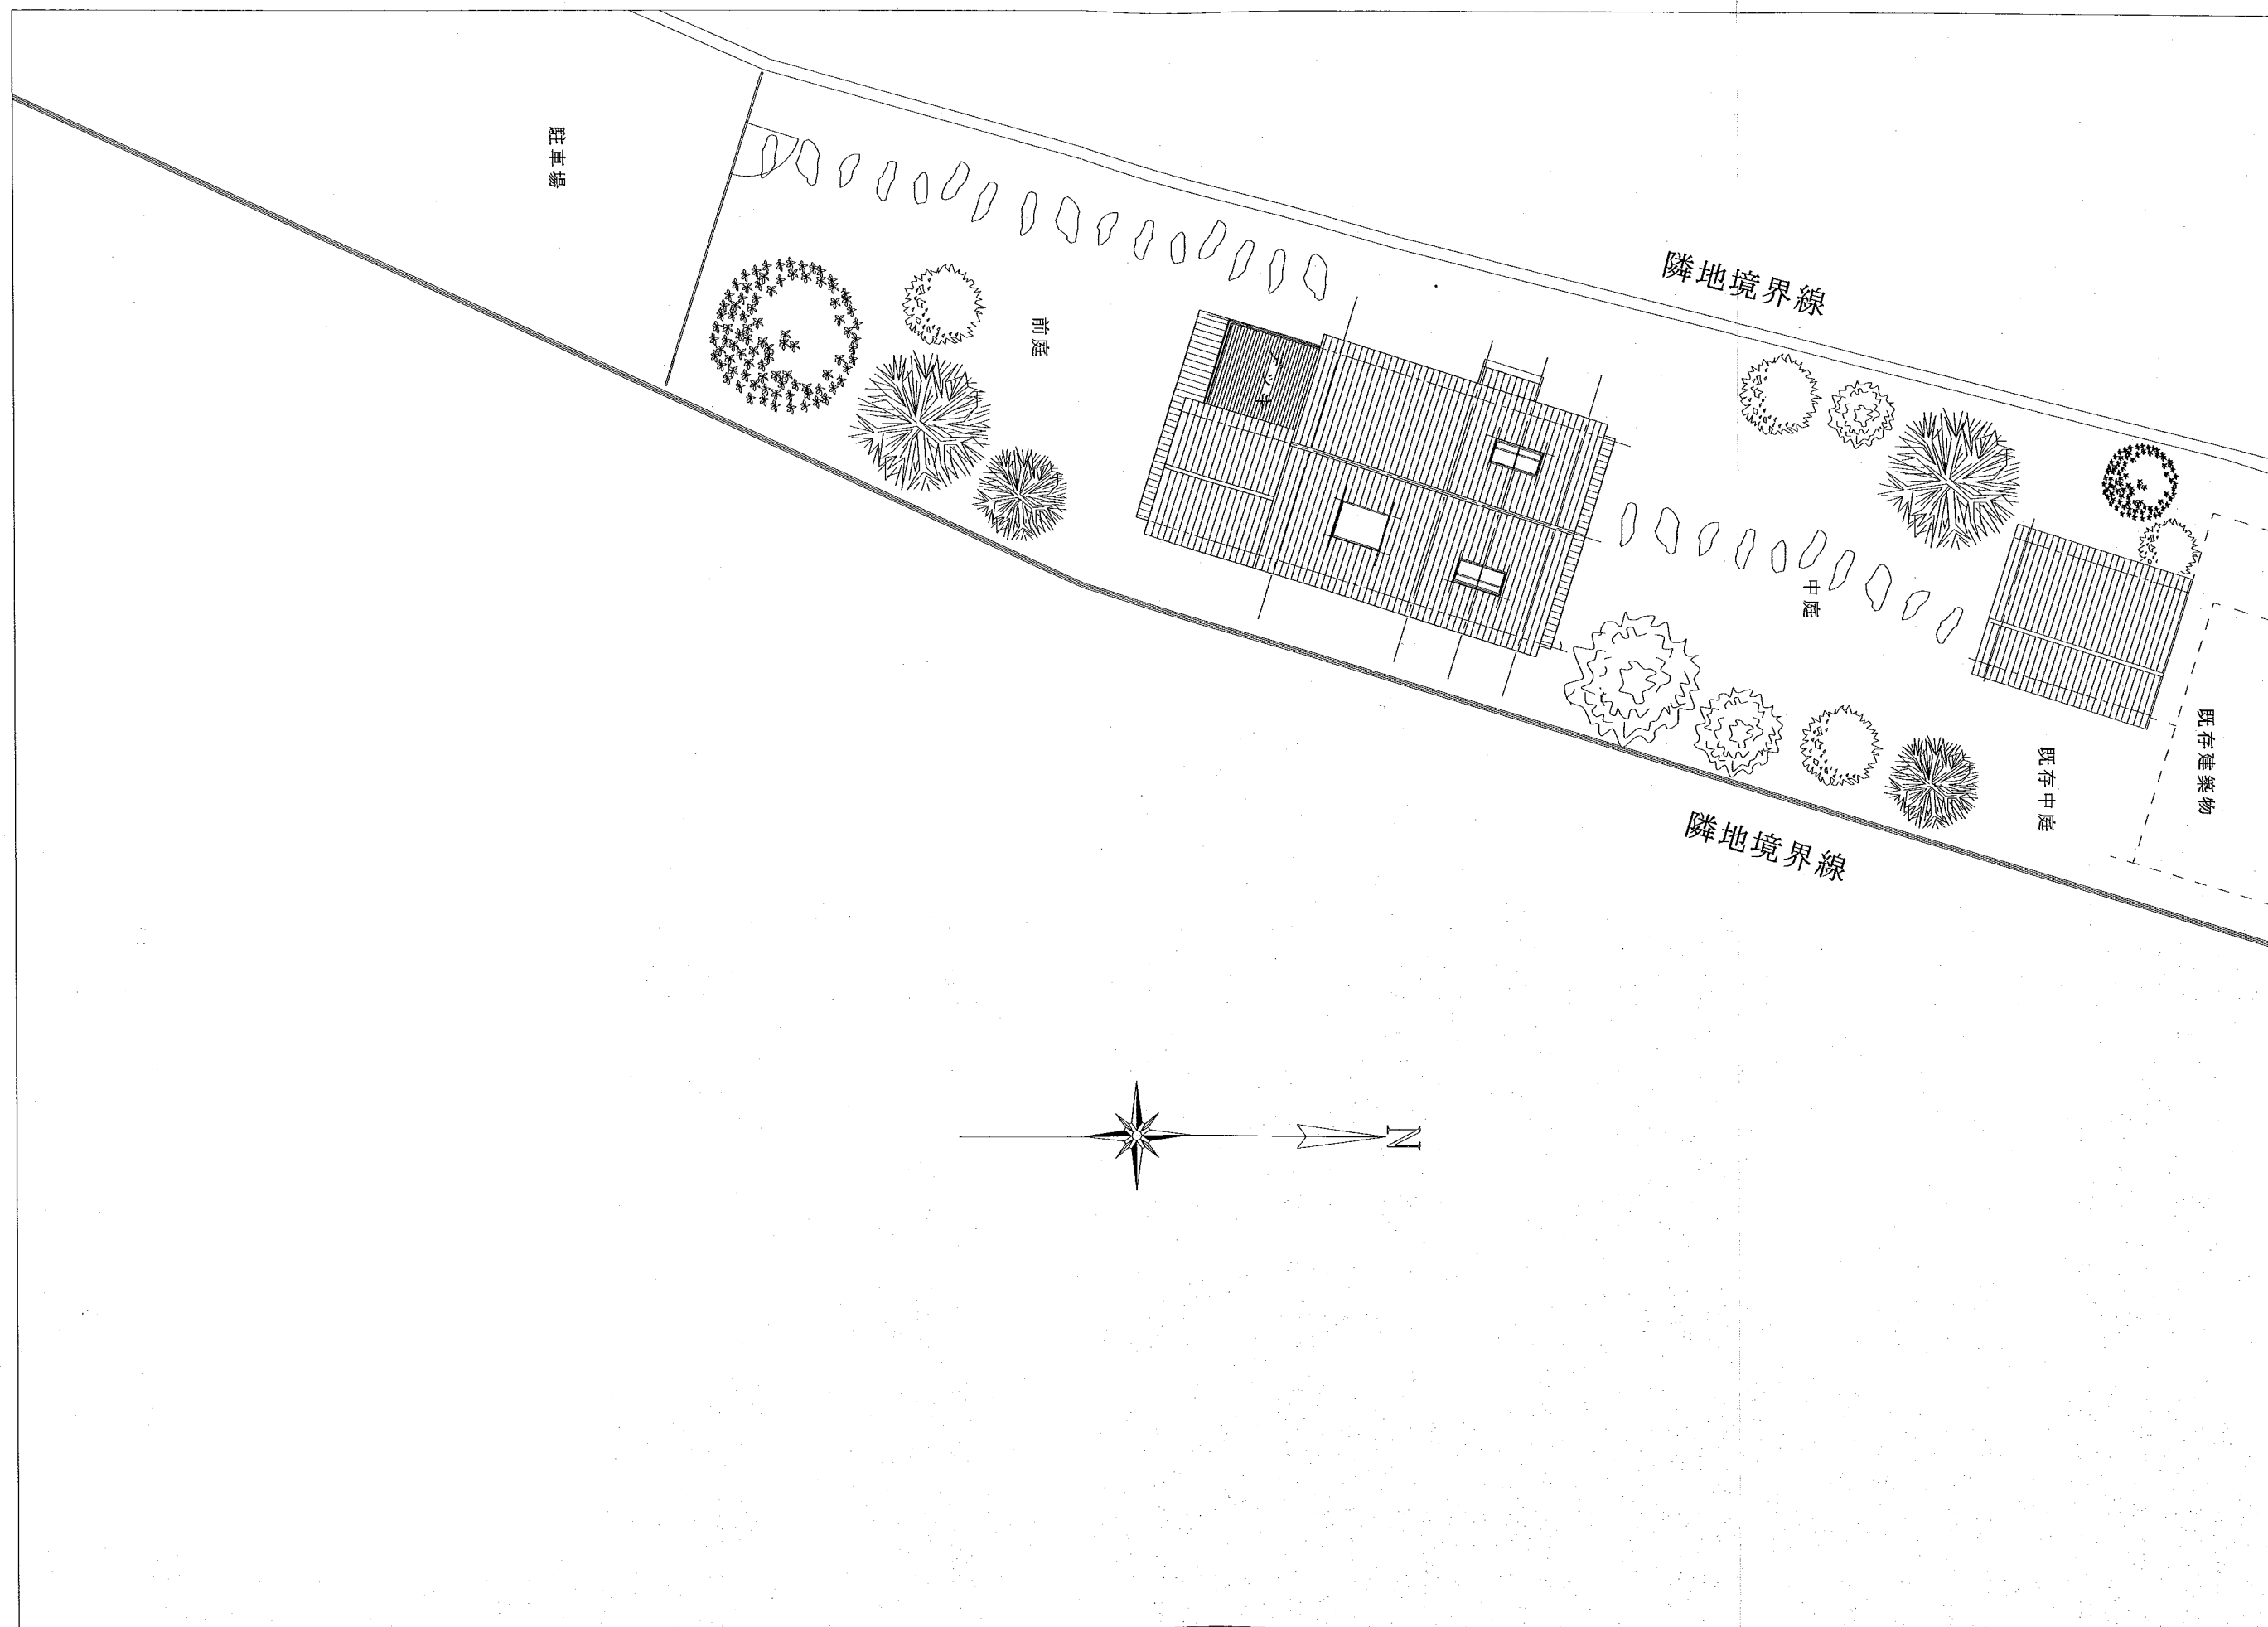 駐車場
前庭
デッキ
隣地境界線
中庭
既存中庭
既存建築物
隣地境界線
N